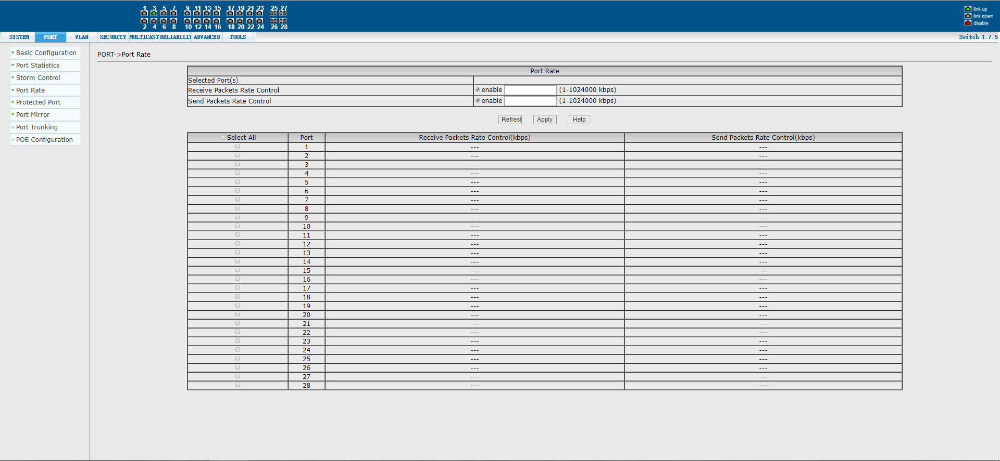 1 3 5 7 9 11 13 15 17 19 21 23 25 27
2 4 6 8 10 12 14 16 18 20 22 24 26 28
link up
link down
disable
SYSTEM PORT VLAN SECURITY MULTICAST RELIABILI ADVANCED TOOLS Switch 1.7.5
Basic Configuration
Port Statistics
Storm Control
Port Rate
Protected Port
Port Mirror
Port Trunking
POE Configuration
PORT->Port Rate
Port Rate
Selected Port(s)
Receive Packets Rate Control enable (1-1024000 kbps)
Send Packets Rate Control enable (1-1024000 kbps)
Refresh Apply Help
Select All Port Receive Packets Rate Control(kbps) Send Packets Rate Control(kbps)
1 --- ---
2 --- ---
3 --- ---
4 --- ---
5 --- ---
6 --- ---
7 --- ---
8 --- ---
9 --- ---
10 --- ---
11 --- ---
12 --- ---
13 --- ---
14 --- ---
15 --- ---
16 --- ---
17 --- ---
18 --- ---
19 --- ---
20 --- ---
21 --- ---
22 --- ---
23 --- ---
24 --- ---
25 --- ---
26 --- ---
27 --- ---
28 --- ---